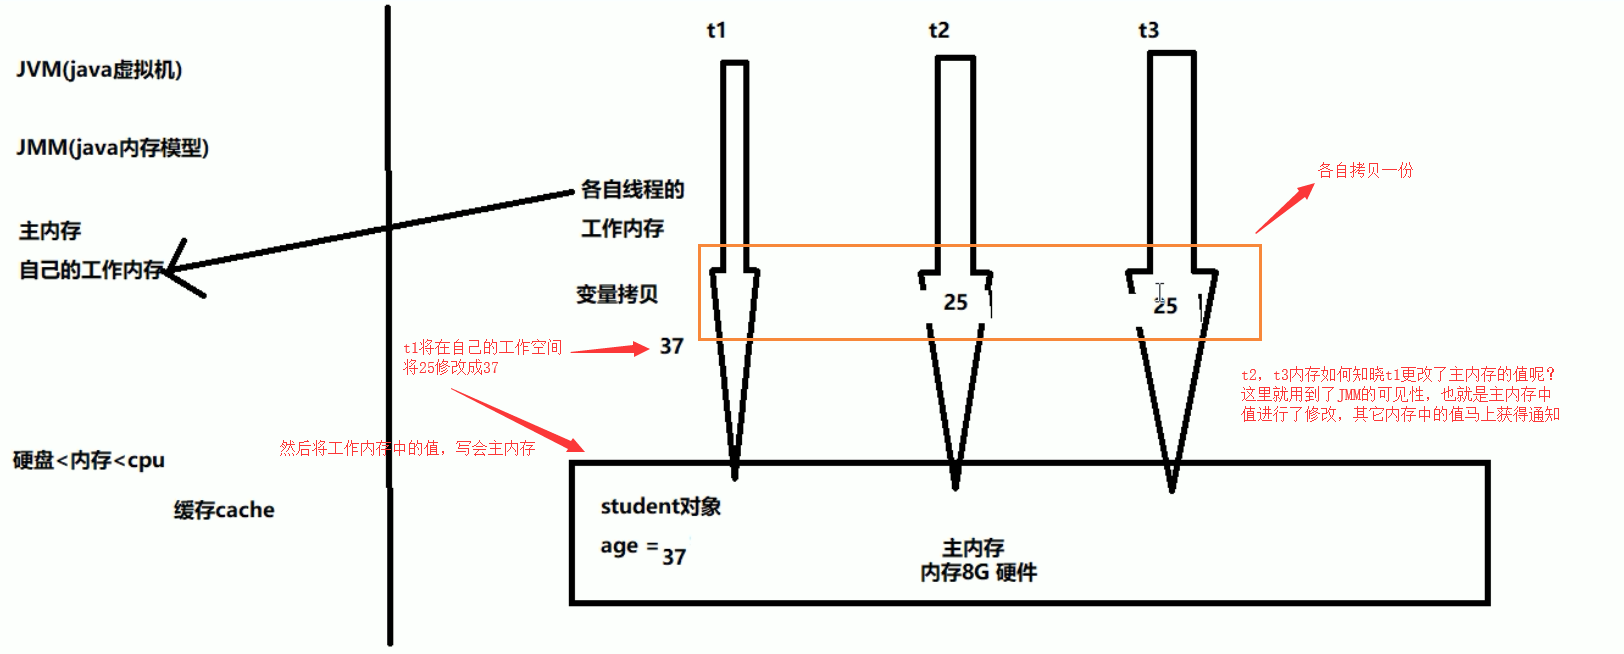 t1
t2
t3
JVM(java虚拟机)
JMM(java内存模型)
主内存
自己的工作内存
各自线程的
工作内存
变量拷贝
各自拷贝一份
25
25
t1将在自己的工作空间
将25修改成37
37
t2, t3内存如何知晓t1更改了主内存的值呢?
这里就用到了JMM的可见性, 也就是主内存中
值进行了修改, 其它内存中的值马上获得通知
然后将工作内存中的值, 写会主内存
硬盘<内存<cpu
缓存cache
student对象
age = 37
主内存
内存8G 硬件